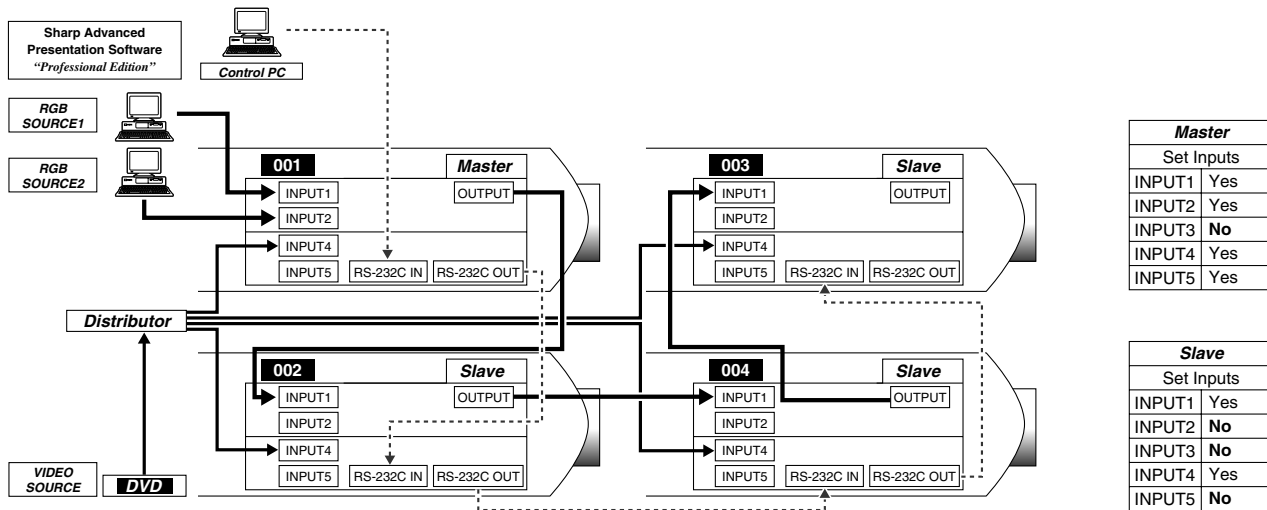 Sharp Advanced
Presentation Software
“Professional Edition”
Control PC
RGB
SOURCE1
RGB
SOURCE2
001
Master
INPUT1
OUTPUT
INPUT2
INPUT4
INPUT5
RS-232C IN
RS-232C OUT
003
Slave
INPUT1
OUTPUT
INPUT2
INPUT4
INPUT5
RS-232C IN
RS-232C OUT
Distributor
002
Slave
INPUT1
OUTPUT
INPUT2
INPUT4
INPUT5
RS-232C IN
RS-232C OUT
004
Slave
INPUT1
OUTPUT
INPUT2
INPUT4
INPUT5
RS-232C IN
RS-232C OUT
VIDEO
SOURCE
DVD
Master
Set Inputs
INPUT1 Yes
INPUT2 Yes
INPUT3 No
INPUT4 Yes
INPUT5 Yes
Slave
Set Inputs
INPUT1 Yes
INPUT2 No
INPUT3 No
INPUT4 Yes
INPUT5 No